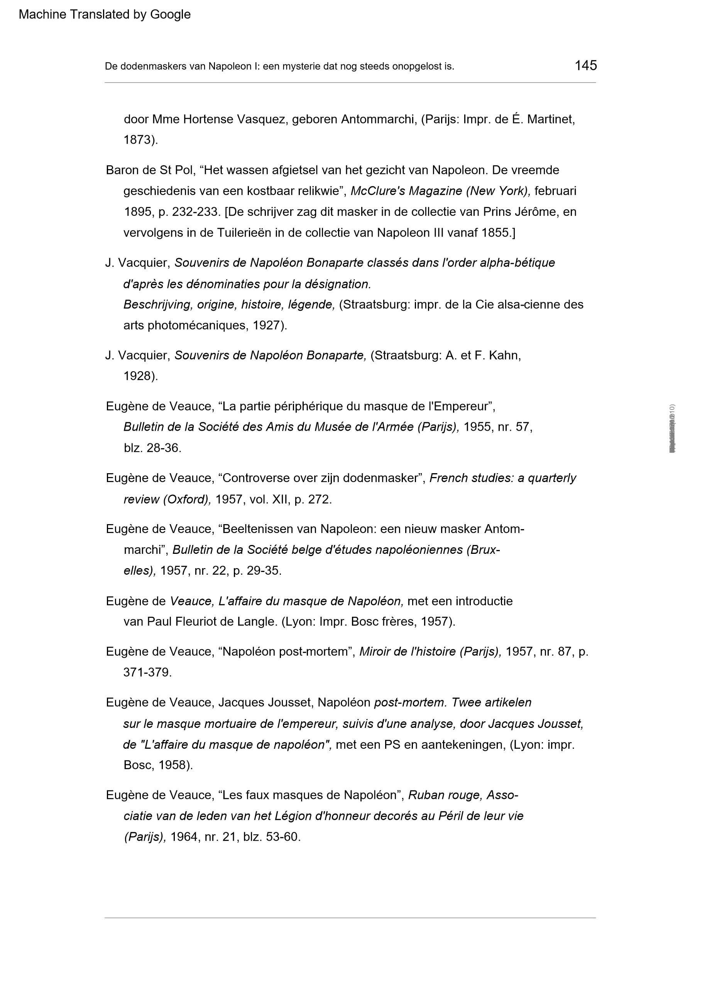 Machine Translated by Google
De dodenmaskers van Napoleon I: een mysterie dat nog steeds onopgelost is. 145
door Mme Hortense Vasquez, geboren Antommarchi, (Parijs: Impr. de É. Martinet,
1873).
Baron de St Pol, “Het wassen afgietsel van het gezicht van Napoleon. De vreemde
geschiedenis van een kostbaar relikwie”, McClure's Magazine (New York), februari
1895, p. 232-233. [De schrijver zag dit masker in de collectie van Prins Jérôme, en
vervolgens in de Tuilerieën in de collectie van Napoleon III vanaf 1855.]
J. Vacquier, Souvenirs de Napoléon Bonaparte classés dans l'order alpha-bétique
d'après les dénominaties pour la désignation.
Beschrijving, origine, histoire, légende, (Straatsburg: impr. de la Cie alsa-cienne des
arts photomécaniques, 1927).
J. Vacquier, Souvenirs de Napoléon Bonaparte, (Straatsburg: A. et F. Kahn,
1928).
Eugène de Veauce, “La partie périphérique du masque de l'Empereur”,
Bulletin de la Société des Amis du Musée de l'Armée (Parijs), 1955, nr. 57,
blz. 28-36.
Eugène de Veauce, “Controverse over zijn dodenmasker”, French studies: a quarterly
review (Oxford), 1957, vol. XII, p. 272.
Eugène de Veauce, “Beeltenissen van Napoleon: een nieuw masker Antom-
marchi”, Bulletin de la Société belge d'études napoléoniennes (Brux-
elles), 1957, nr. 22, p. 29-35.
Eugène de Veauce, L'affaire du masque de Napoléon, met een introductie
van Paul Fleuriot de Langle. (Lyon: Impr. Bosc frères, 1957).
Eugène de Veauce, “Napoléon post-mortem”, Miroir de l'histoire (Parijs), 1957, nr. 87, p.
371-379.
Eugène de Veauce, Jacques Jousset, Napoléon post-mortem. Twee artikelen
sur le masque mortuaire de l'empereur, suivis d'une analyse, door Jacques Jousset,
de "L'affaire du masque de napoléon", met een PS en aantekeningen, (Lyon: impr.
Bosc, 1958).
Eugène de Veauce, “Les faux masques de Napoléon”, Ruban rouge, Asso-
ciatie van de leden van het Légion d'honneur decorés au Péril de leur vie
(Parijs), 1964, nr. 21, blz. 53-60.